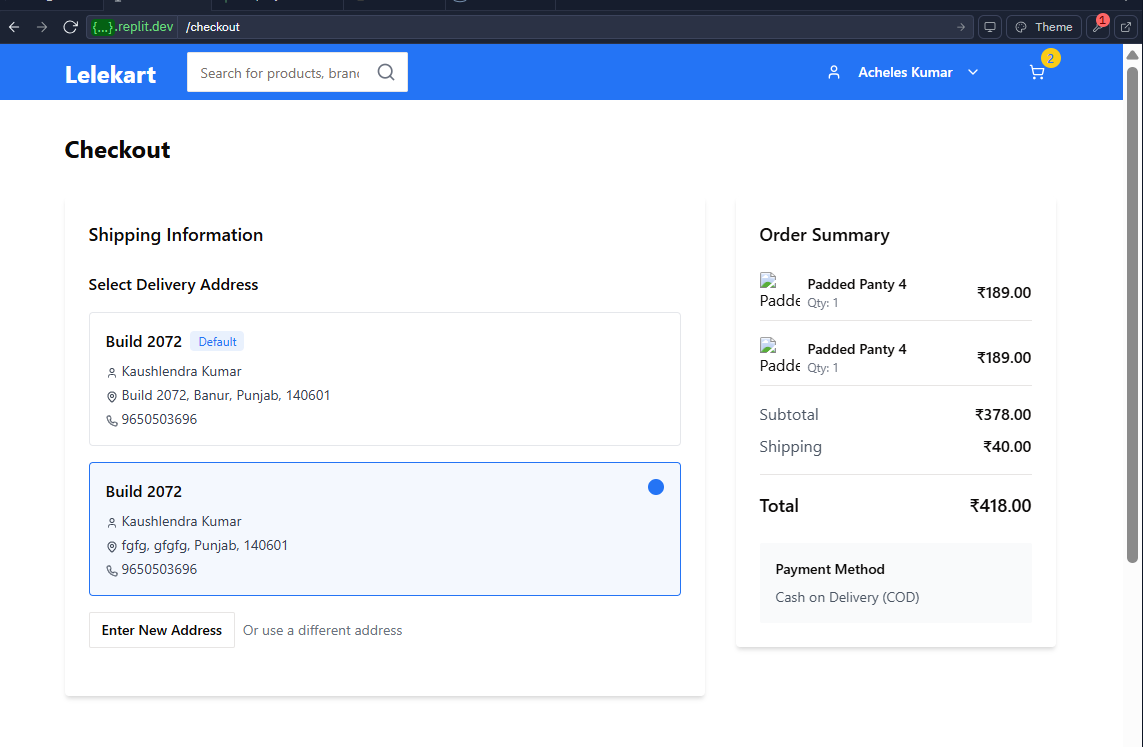 {...}.replit.dev /checkout
Theme
1
Lelekart
Search for products, bran
Acheles Kumar
2
Checkout
Shipping Information
Select Delivery Address
Build 2072 Default
Kaushlendra Kumar
Build 2072, Banur, Punjab, 140601
9650503696
Build 2072
Kaushlendra Kumar
fgfg, gfgfg, Punjab, 140601
9650503696
Enter New Address Or use a different address
Order Summary
Padde
Padded Panty 4
Qty: 1
₹189.00
Padde
Padded Panty 4
Qty: 1
₹189.00
Subtotal ₹378.00
Shipping ₹40.00
Total ₹418.00
Payment Method
Cash on Delivery (COD)